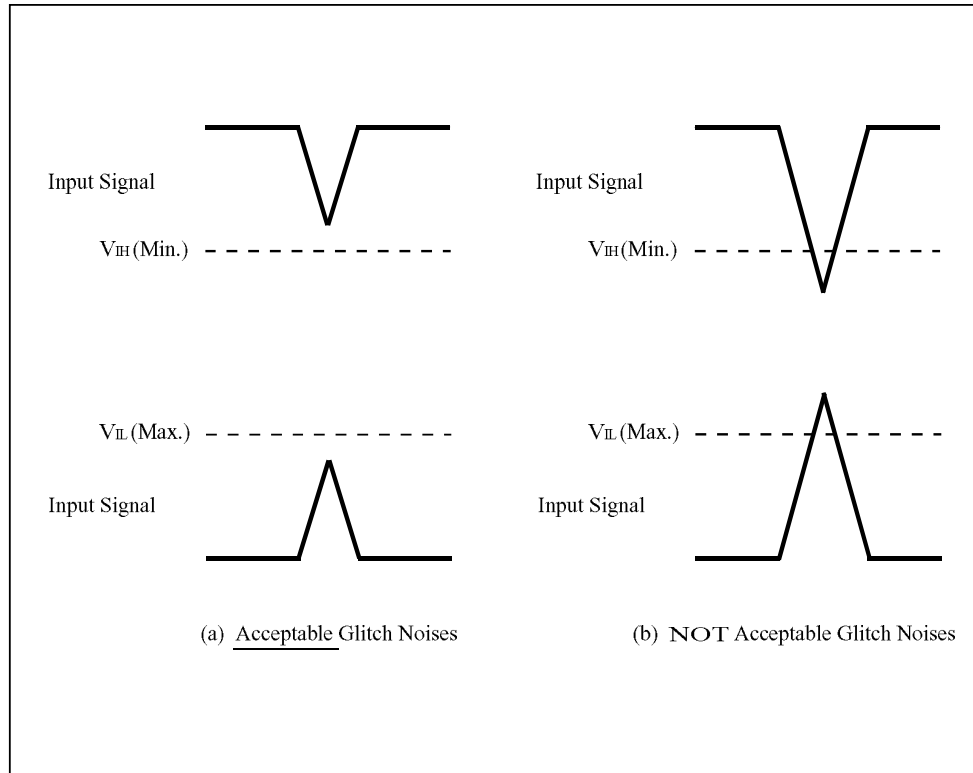 Input Signal
VIH (Min.)
VIL (Max.)
Input Signal
(a) Acceptable Glitch Noises
Input Signal
VIH (Min.)
VIL (Max.)
Input Signal
(b) NOT Acceptable Glitch Noises